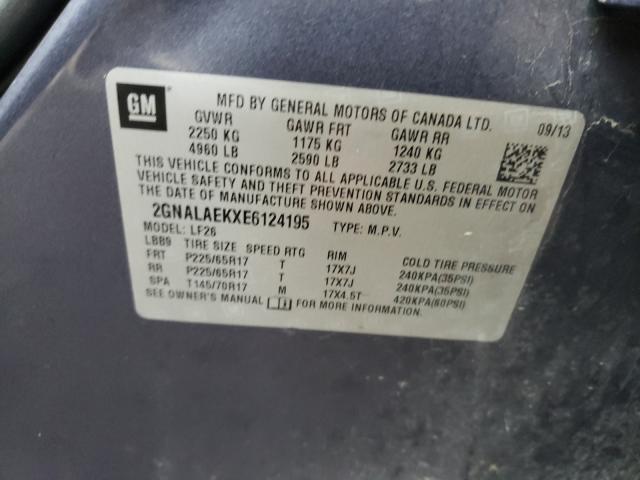 GM
MFD BY GENERAL MOTORS OF CANADA LTD. 09/13
GVWR GAWR FRT GAWR RR
2250 KG 1175 KG 1240 KG
4960 LB 2590 LB 2733 LB
THIS VEHICLE CONFORMS TO ALL APPLICABLE U.S. FEDERAL MOTOR
VEHICLE SAFETY AND THEFT PREVENTION STANDARDS IN EFFECT ON
THE DATE OF MANUFACTURE SHOWN ABOVE.
2GNALAEKXE6124195 TYPE: M.P.V.
MODEL: LF26
LBB9 TIRE SIZE SPEED RTG RIM COLD TIRE PRESSURE
FRT P225/65R17 T 17X7J 240KPA(35PSI)
RR P225/65R17 T 17X7J 240KPA(35PSI)
SPA T145/70R17 M 17X4.5T 420KPA(60PSI)
SEE OWNER'S MANUAL FOR MORE INFORMATION.